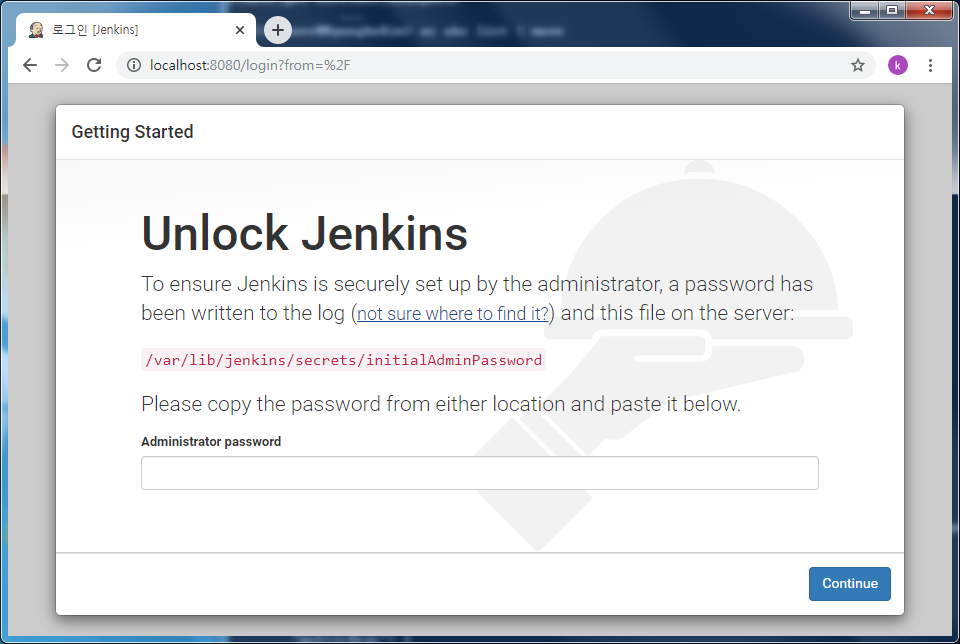 로그인 [Jenkins]
localhost:8080/login?from=%2F
k
Getting Started
Unlock Jenkins
To ensure Jenkins is securely set up by the administrator, a password has
been written to the log (not sure where to find it?) and this file on the server:
/var/lib/jenkins/secrets/initialAdminPassword
Please copy the password from either location and paste it below.
Administrator password
Continue